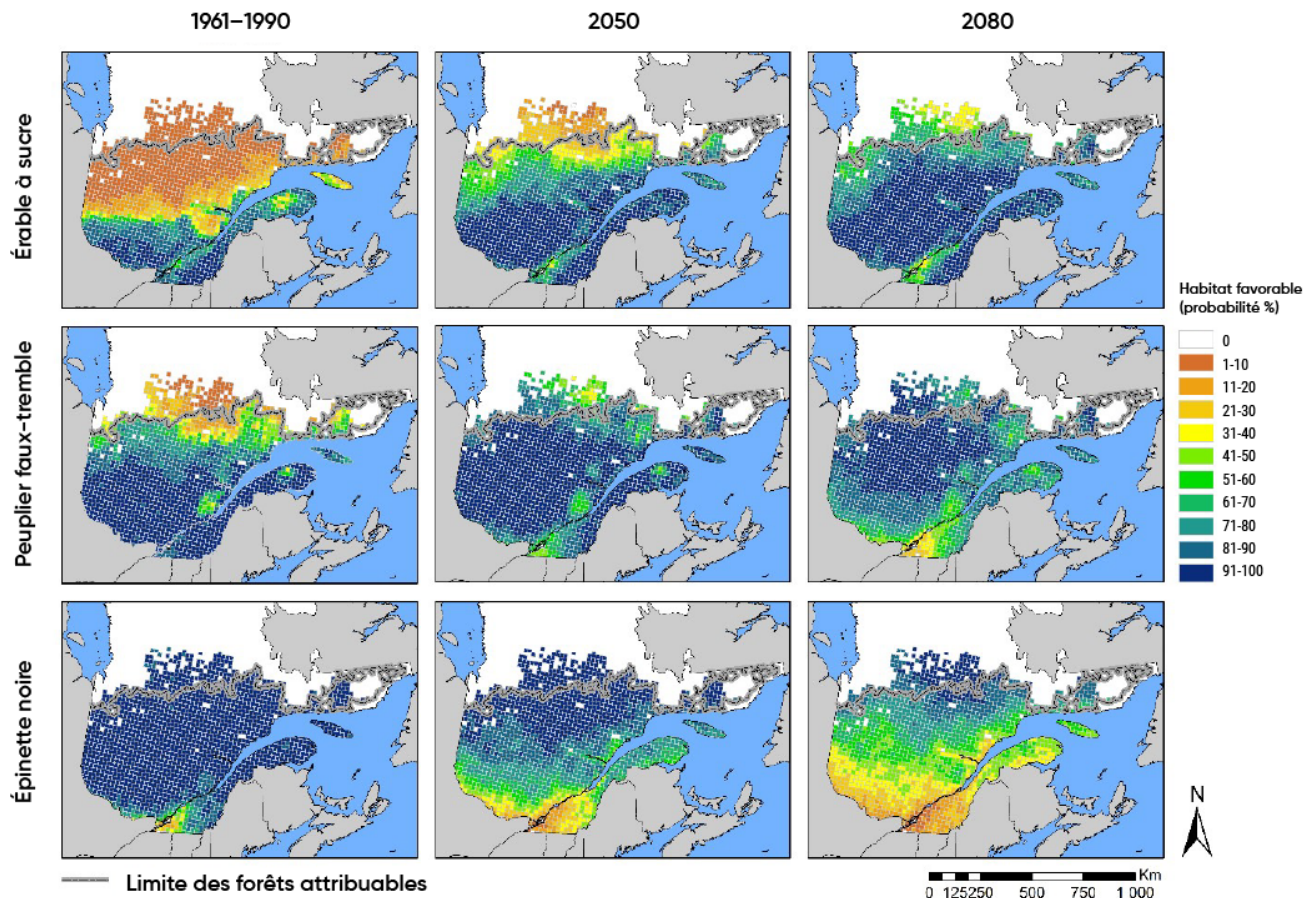 1961–1990
2050
2080
Érable à sucre
Peuplier faux-tremble
Épinette noire
Habitat favorable
(probabilité %)
0
1-10
11-20
21-30
31-40
41-50
51-60
61-70
71-80
81-90
91-100
N
Limite des forêts attribuables
Km
0 125250 500 750 1 000